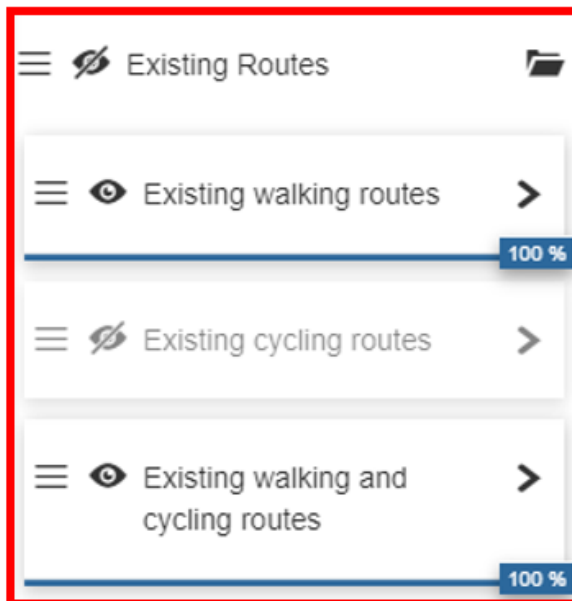 Existing Routes
Existing walking routes
100 %
Existing cycling routes
Existing walking and
cycling routes
100 %